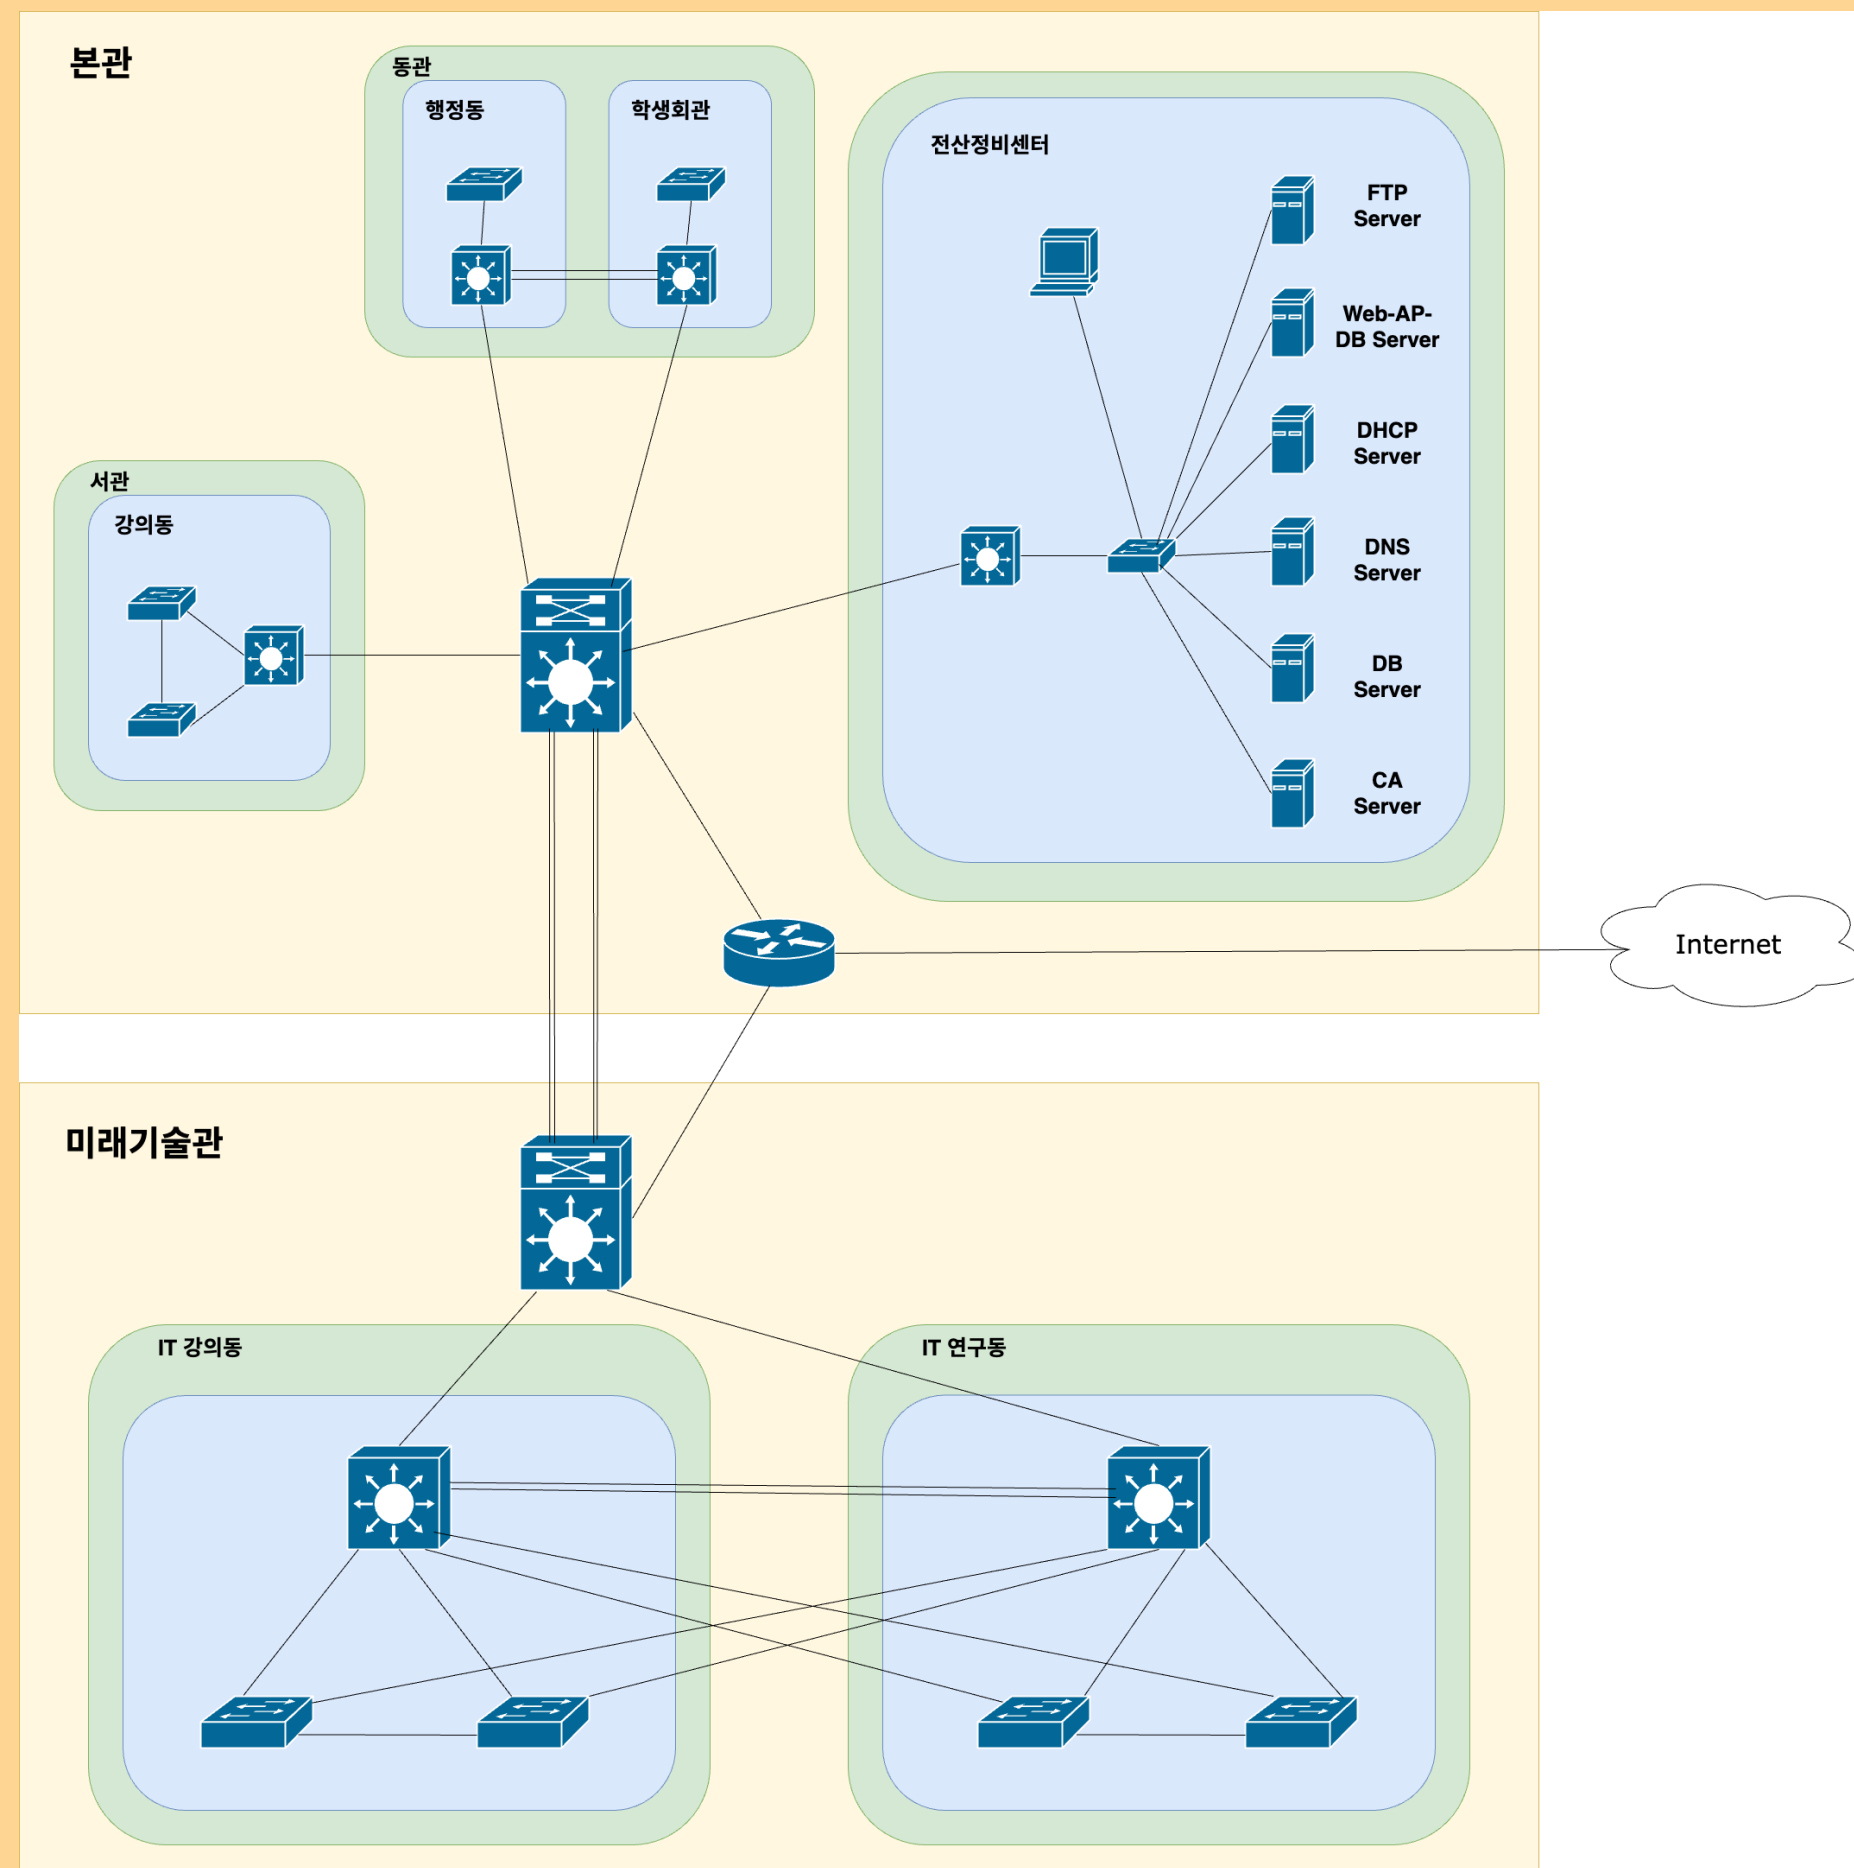 본관
동관
행정동
학생회관
전산정비센터
FTP
Server
Web-AP-
DB Server
DHCP
Server
DNS
Server
DB
Server
CA
Server
서관
강의동
Internet
미래기술관
IT 강의동
IT 연구동